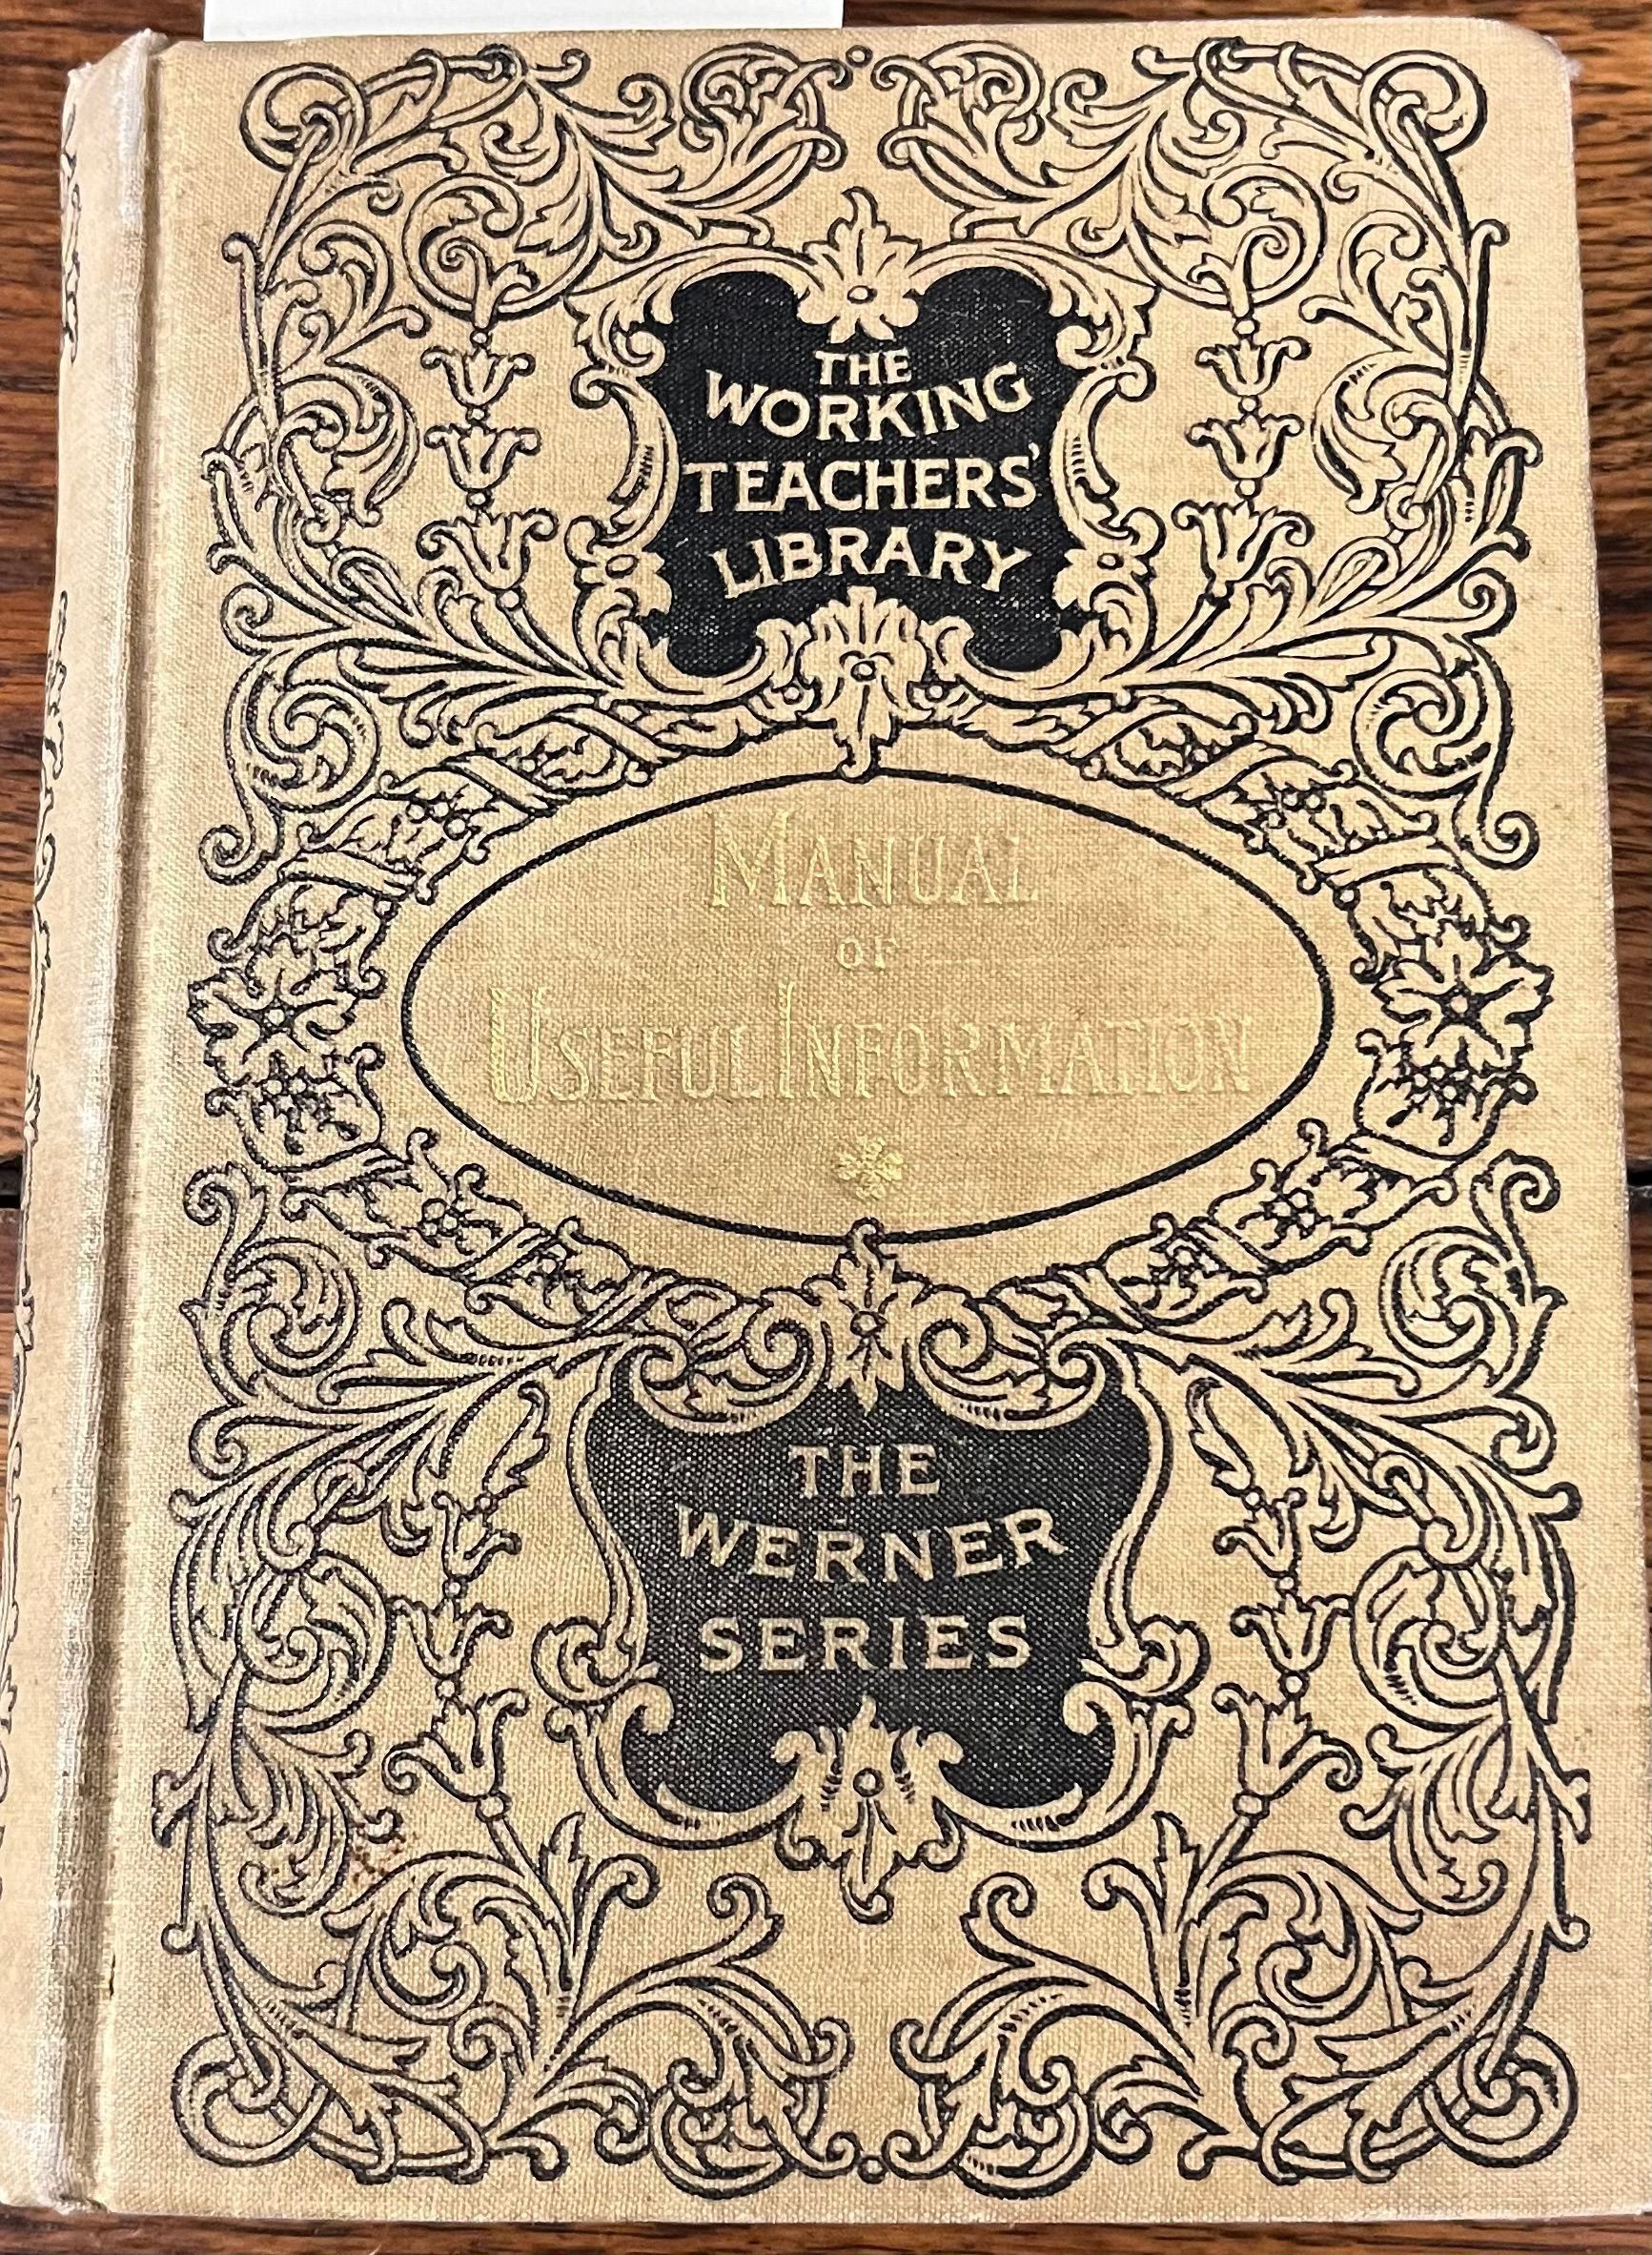 THE
WORKING
TEACHERS'
LIBRARY
MANUAL
OF
USEFUL INFORMATION
THE
WERNER
SERIES